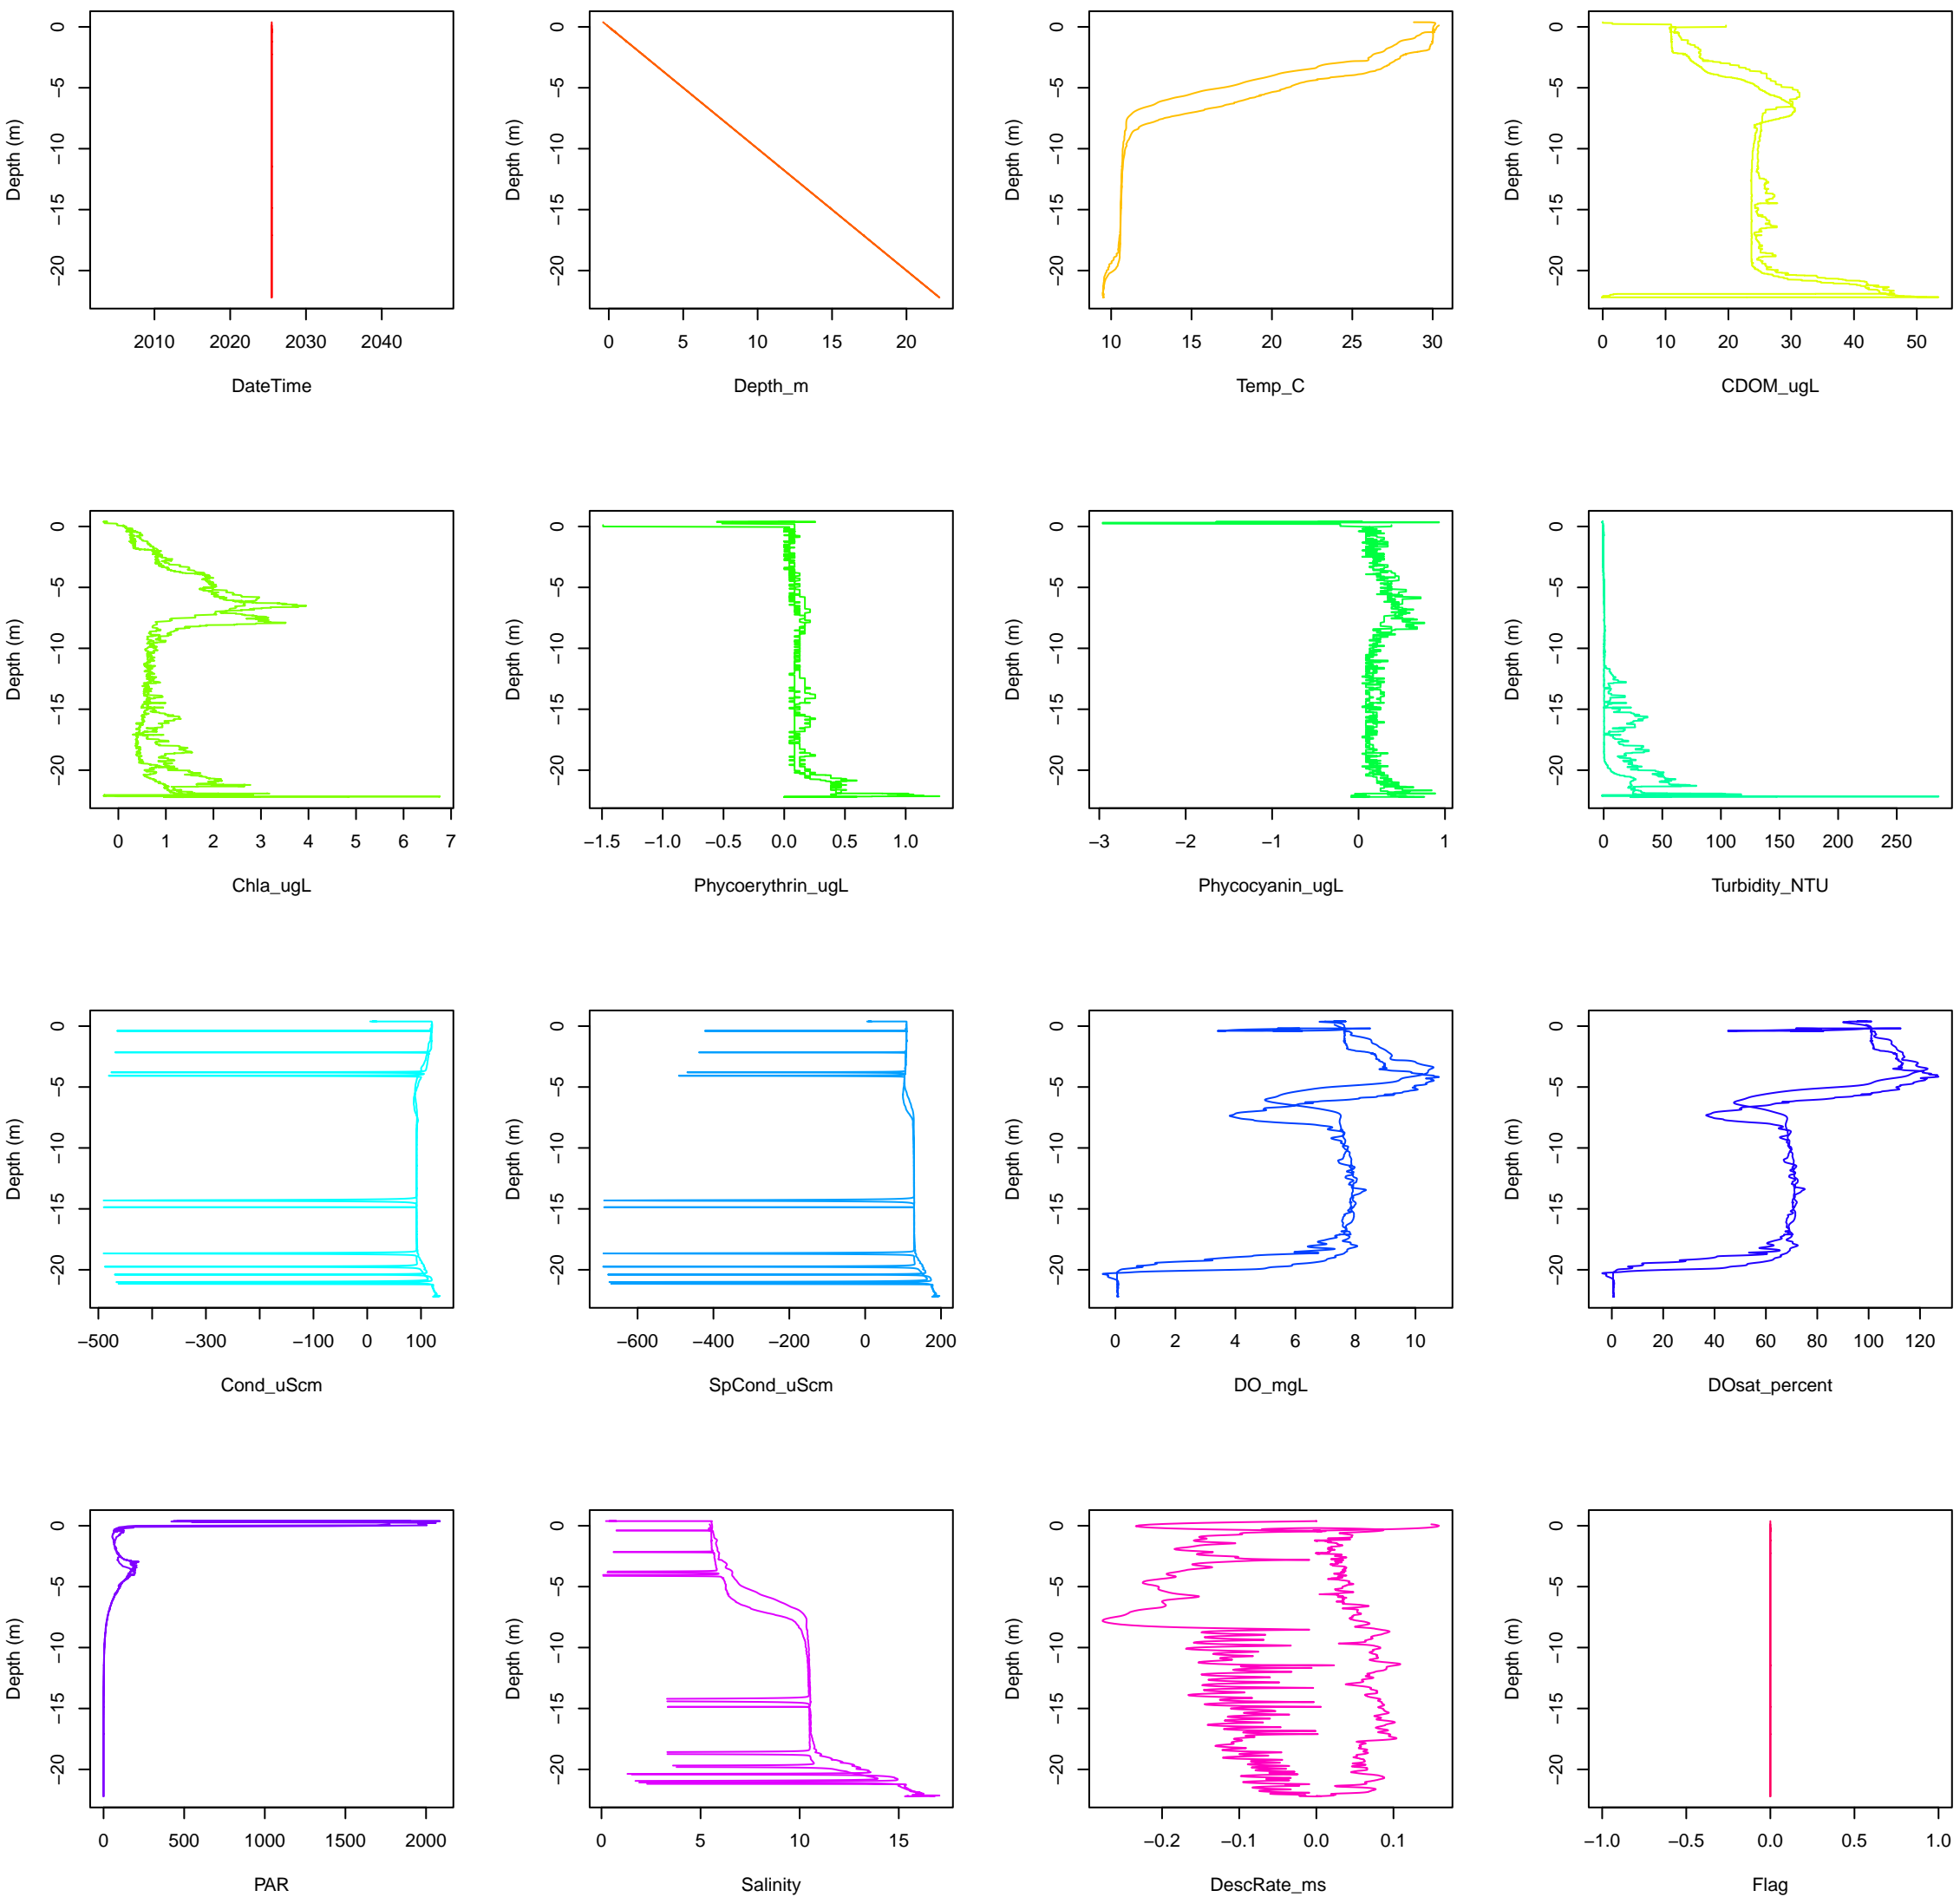 Depth (m)
0
−5
−10
−15
−20
2010 2020 2030 2040
DateTime
Depth (m)
0
−5
−10
−15
−20
0 5 10 15 20
Depth_m
Depth (m)
0
−5
−10
−15
−20
10 15 20 25 30
Temp_C
Depth (m)
0
−5
−10
−15
−20
0 10 20 30 40 50
CDOM_ugL
Depth (m)
0
−5
−10
−15
−20
0 1 2 3 4 5 6 7
Chla_ugL
Depth (m)
0
−5
−10
−15
−20
−1.5 −1.0 −0.5 0.0 0.5 1.0
Phycoerythrin_ugL
Depth (m)
0
−5
−10
−15
−20
−3 −2 −1 0 1
Phycocyanin_ugL
Depth (m)
0
−5
−10
−15
−20
0 50 100 150 200 250
Turbidity_NTU
Depth (m)
0
−5
−10
−15
−20
−500 −300 −100 0 100
Cond_uScm
Depth (m)
0
−5
−10
−15
−20
−600 −400 −200 0 200
SpCond_uScm
Depth (m)
0
−5
−10
−15
−20
0 2 4 6 8 10
DO_mgL
Depth (m)
0
−5
−10
−15
−20
0 20 40 60 80 100 120
DOsat_percent
Depth (m)
0
−5
−10
−15
−20
0 500 1000 1500 2000
PAR
Depth (m)
0
−5
−10
−15
−20
0 5 10 15
Salinity
Depth (m)
0
−5
−10
−15
−20
−0.2 −0.1 0.0 0.1
DescRate_ms
Depth (m)
0
−5
−10
−15
−20
−1.0 −0.5 0.0 0.5 1.0
Flag